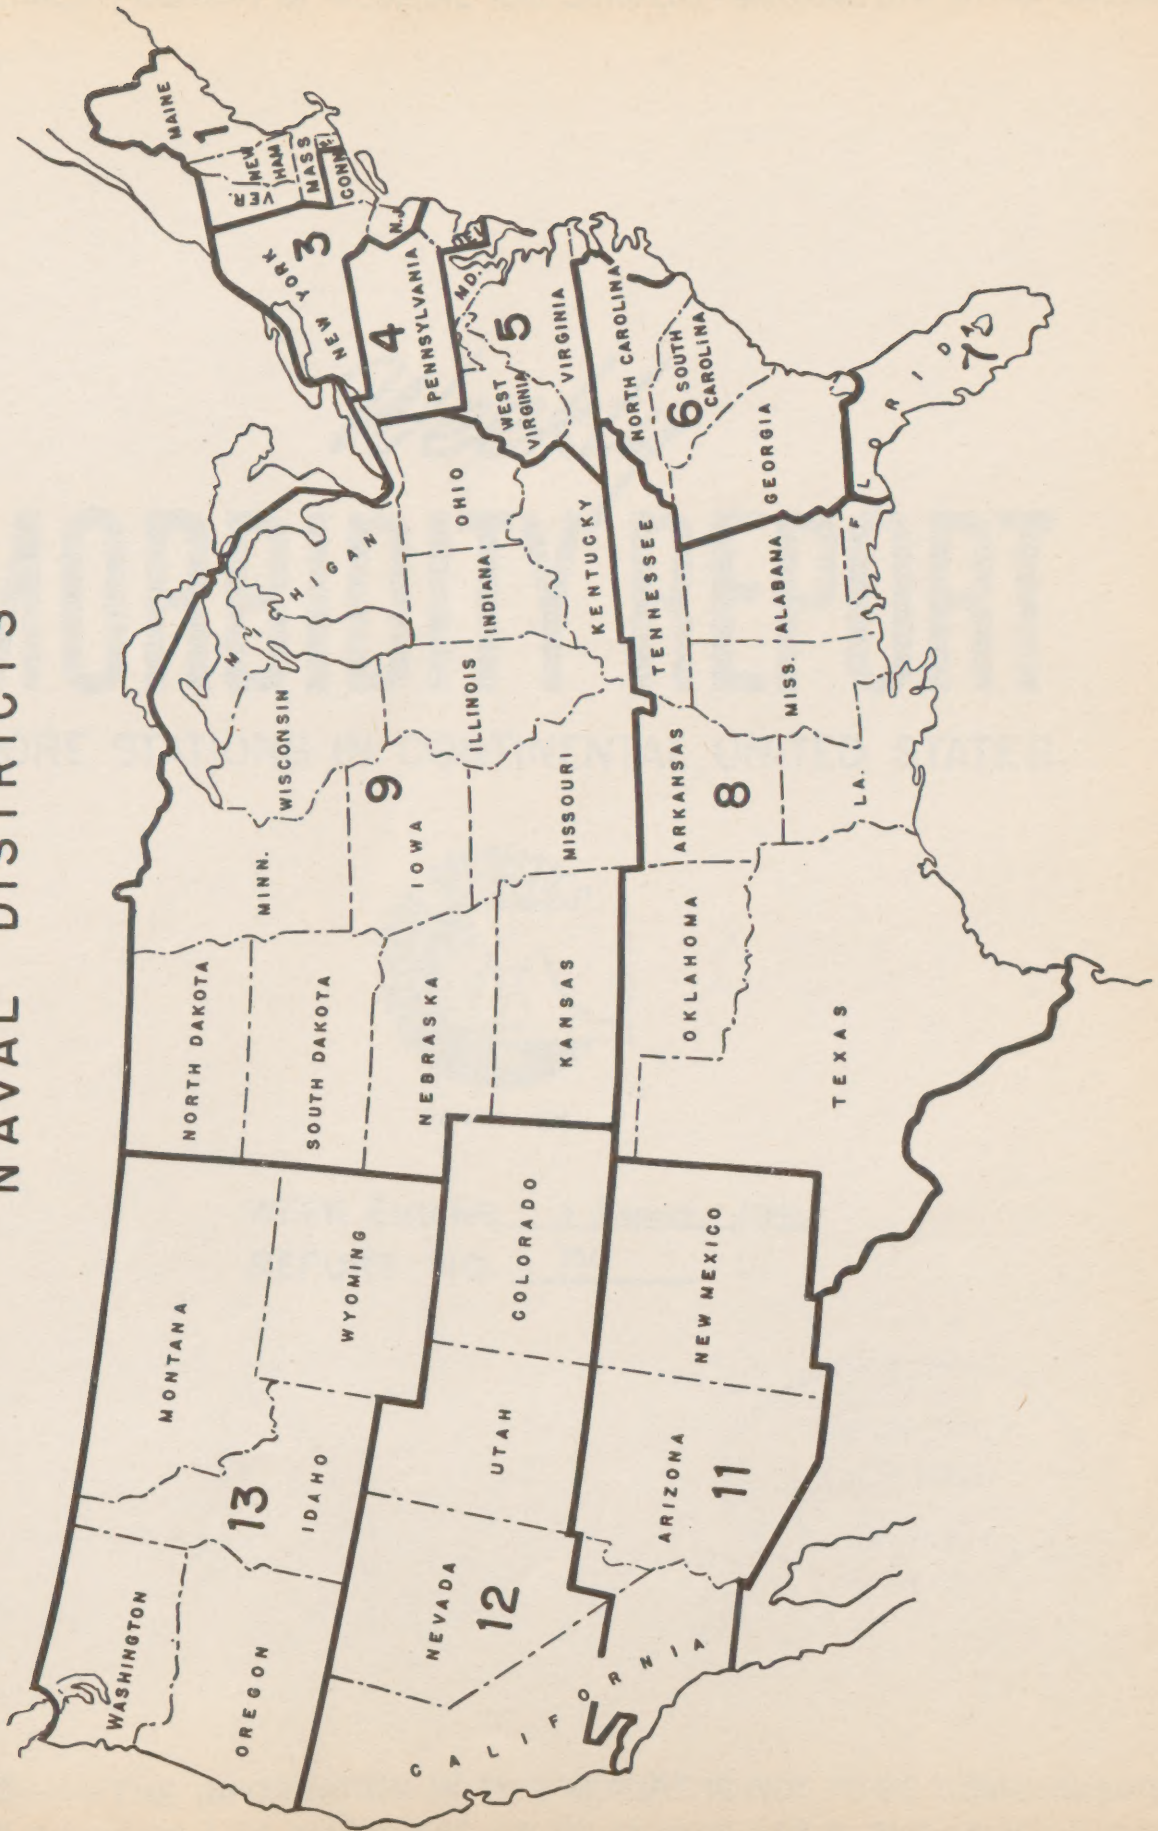 NAVAL DISTRICTS
WASHINGTON
OREGON
CALIFORNIA
NEVADA
12
IDAHO
13
MONTANA
WYOMING
UTAH
COLORADO
ARIZONA
11
NEW MEXICO
NORTH DAKOTA
SOUTH DAKOTA
NEBRASKA
KANSAS
OKLAHOMA
TEXAS
MINN.
IOWA
9
MISSOURI
ARKANSAS
8
LA.
WISCONSIN
ILLINOIS
MICHIGAN
INDIANA
OHIO
KENTUCKY
TENNESSEE
MISS.
ALABAMA
GEORGIA
FLORIDA
7
6 SOUTH
CAROLINA
NORTH CAROLINA
WEST
VIRGINIA
5
VIRGINIA
MD.
DEL
4
PENNSYLVANIA
N.J.
NEW YORK
3
VER.
NEW
HAM
MASS
CONN
R.I.
MAINE
1